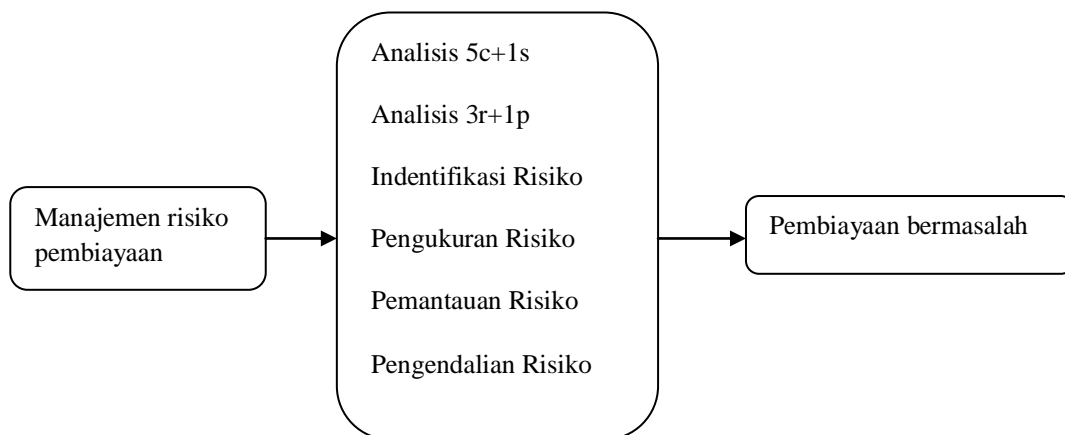 Manajemen risiko
pembiayaan
Analisis 5c+1s
Analisis 3r+1p
Indentifikasi Risiko
Pengukuran Risiko
Pemantauan Risiko
Pengendalian Risiko
Pembiayaan bermasalah